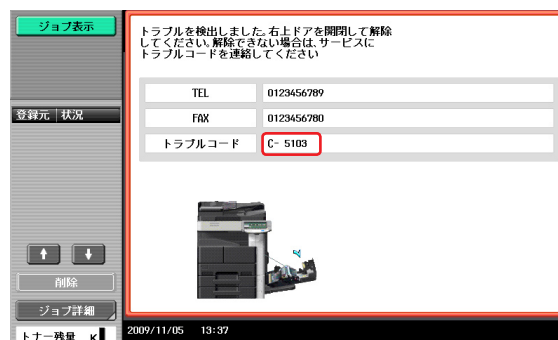 ジョブ表示
トラブルを検出しました。右上ドアを開閉して解除
してください。解除できない場合は、サービスに
トラブルコードを連絡してください
TEL 0123456789
FAX 0123456780
トラブルコード C- 5103
登録元 状況
削除
ジョブ詳細
トナー残量 K
2009/11/05 13:37